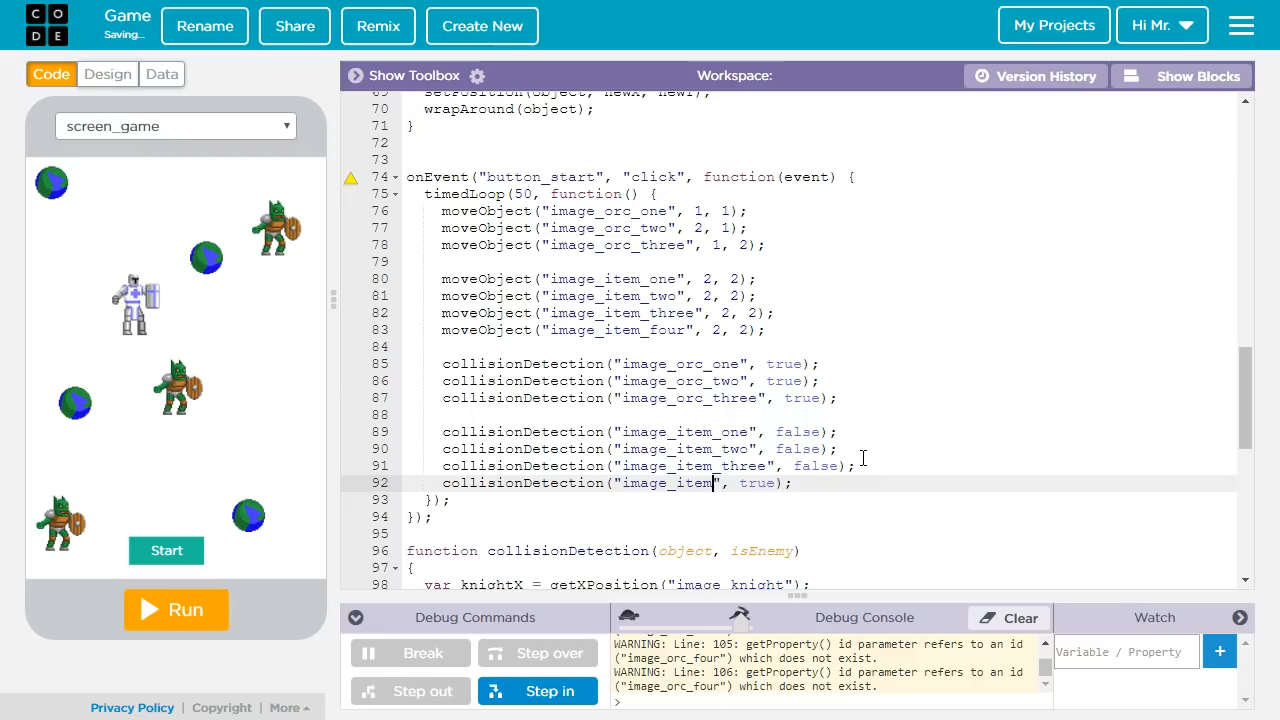 CODE
Game
Saving...
Rename
Share
Remix
Create New
My Projects
Hi Mr.
Code
Design
Data
Show Toolbox
Workspace:
Version History
Show Blocks
screen_game
Start
Run
69 setPosition(object, newX, newY);
70 wrapAround(object);
71 }
72
73
74 onEvent("button_start", "click", function(event) {
75 timedLoop(50, function() {
76 moveObject("image_orc_one", 1, 1);
77 moveObject("image_orc_two", 2, 1);
78 moveObject("image_orc_three", 1, 2);
79
80 moveObject("image_item_one", 2, 2);
81 moveObject("image_item_two", 2, 2);
82 moveObject("image_item_three", 2, 2);
83 moveObject("image_item_four", 2, 2);
84
85 collisionDetection("image_orc_one", true);
86 collisionDetection("image_orc_two", true);
87 collisionDetection("image_orc_three", true);
88
89 collisionDetection("image_item_one", false);
90 collisionDetection("image_item_two", false);
91 collisionDetection("image_item_three", false);
92 collisionDetection("image_item", true);
93 });
94 });
95
96 function collisionDetection(object, isEnemy)
97 {
98 var knightX = getXPosition("image_knight");
Debug Commands
Debug Console
Clear
Watch
Break
Step over
Step out
Step in
WARNING: Line: 105: getProperty() id parameter refers to an id
("image_orc_four") which does not exist.
WARNING: Line: 106: getProperty() id parameter refers to an id
("image_orc_four") which does not exist.
>
Variable / Property
+
Privacy Policy | Copyright | More